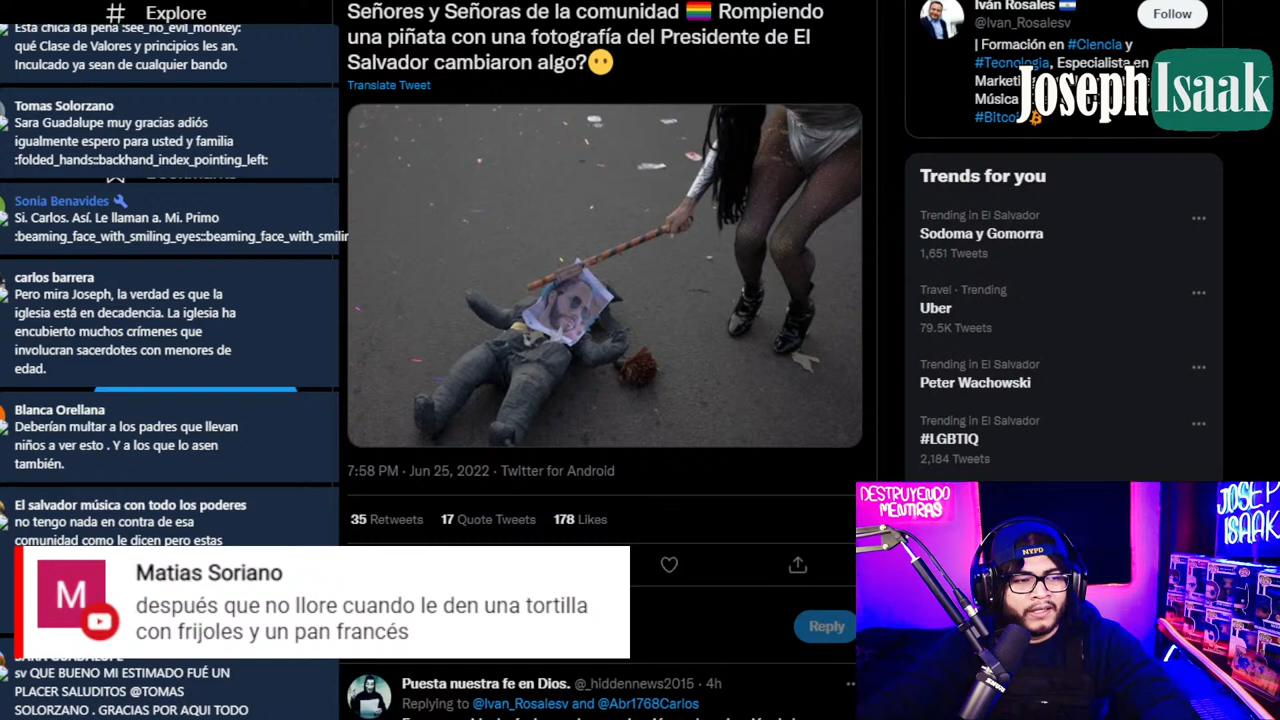 Explore
Esta chica da pena :see_no_evil_monkey:
qué Clase de Valores y principios les an.
Inculcado ya sean de cualquier bando
Tomas Solorzano
Sara Guadalupe muy gracias adiós
igualmente espero para usted y familia
:folded_hands::backhand_index_pointing_left:
Sonia Benavides
Si. Carlos. Así. Le llaman a. Mi. Primo
:beaming_face_with_smiling_eyes::beaming_face_with_smilin
carlos barrera
Pero mira Joseph, la verdad es que la
iglesia está en decadencia. La iglesia ha
encubierto muchos crímenes que
involucran sacerdotes con menores de
edad.
Blanca Orellana
Deberían multar a los padres que llevan
niños a ver esto . Y a los que lo asen
también.
El salvador música con todo los poderes
no tengo nada en contra de esa
comunidad como le dicen pero estas
M
Matias Soriano
después que no llore cuando le den una tortilla
con frijoles y un pan francés
SARA GUADALUPE
sv QUE BUENO MI ESTIMADO FUÉ UN
PLACER SALUDITOS @TOMAS
SOLORZANO . GRACIAS POR AQUI TODO
Señores y Señoras de la comunidad 🏳️‍🌈 Rompiendo
una piñata con una fotografía del Presidente de El
Salvador cambiaron algo?😶
Translate Tweet
7:58 PM · Jun 25, 2022 · Twitter for Android
35 Retweets 17 Quote Tweets 178 Likes
Reply
Puesta nuestra fe en Dios. @_hiddennews2015 · 4h
Replying to @Ivan_Rosalesv and @Abr1768Carlos
Iván Rosales 🇸🇻
@Ivan_Rosalesv
Follow
| Formación en #Ciencia y
#Tecnología, Especialista en
Música
Joseph Isaak
Trends for you
Trending in El Salvador
Sodoma y Gomorra
1,651 Tweets
Travel · Trending
Uber
79.5K Tweets
Trending in El Salvador
Peter Wachowski
Trending in El Salvador
#LGBTIQ
2,184 Tweets
DESTRUYENDO
MENTIRAS
NYPD
JOSEP
ISAAK